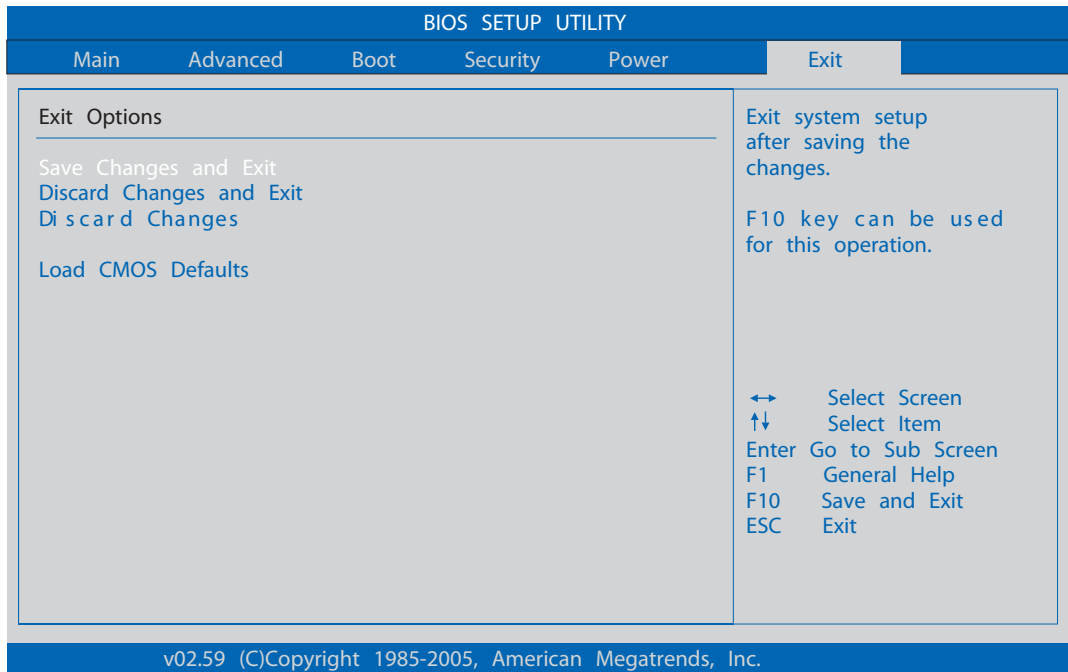 BIOS SETUP UTILITY
Main Advanced Boot Security Power Exit
Exit Options
Save Changes and Exit
Discard Changes and Exit
Discard Changes
Load CMOS Defaults
Exit system setup
after saving the
changes.
F10 key can be used
for this operation.
↔ Select Screen
↑↓ Select Item
Enter Go to Sub Screen
F1 General Help
F10 Save and Exit
ESC Exit
v02.59 (C)Copyright 1985-2005, American Megatrends, Inc.